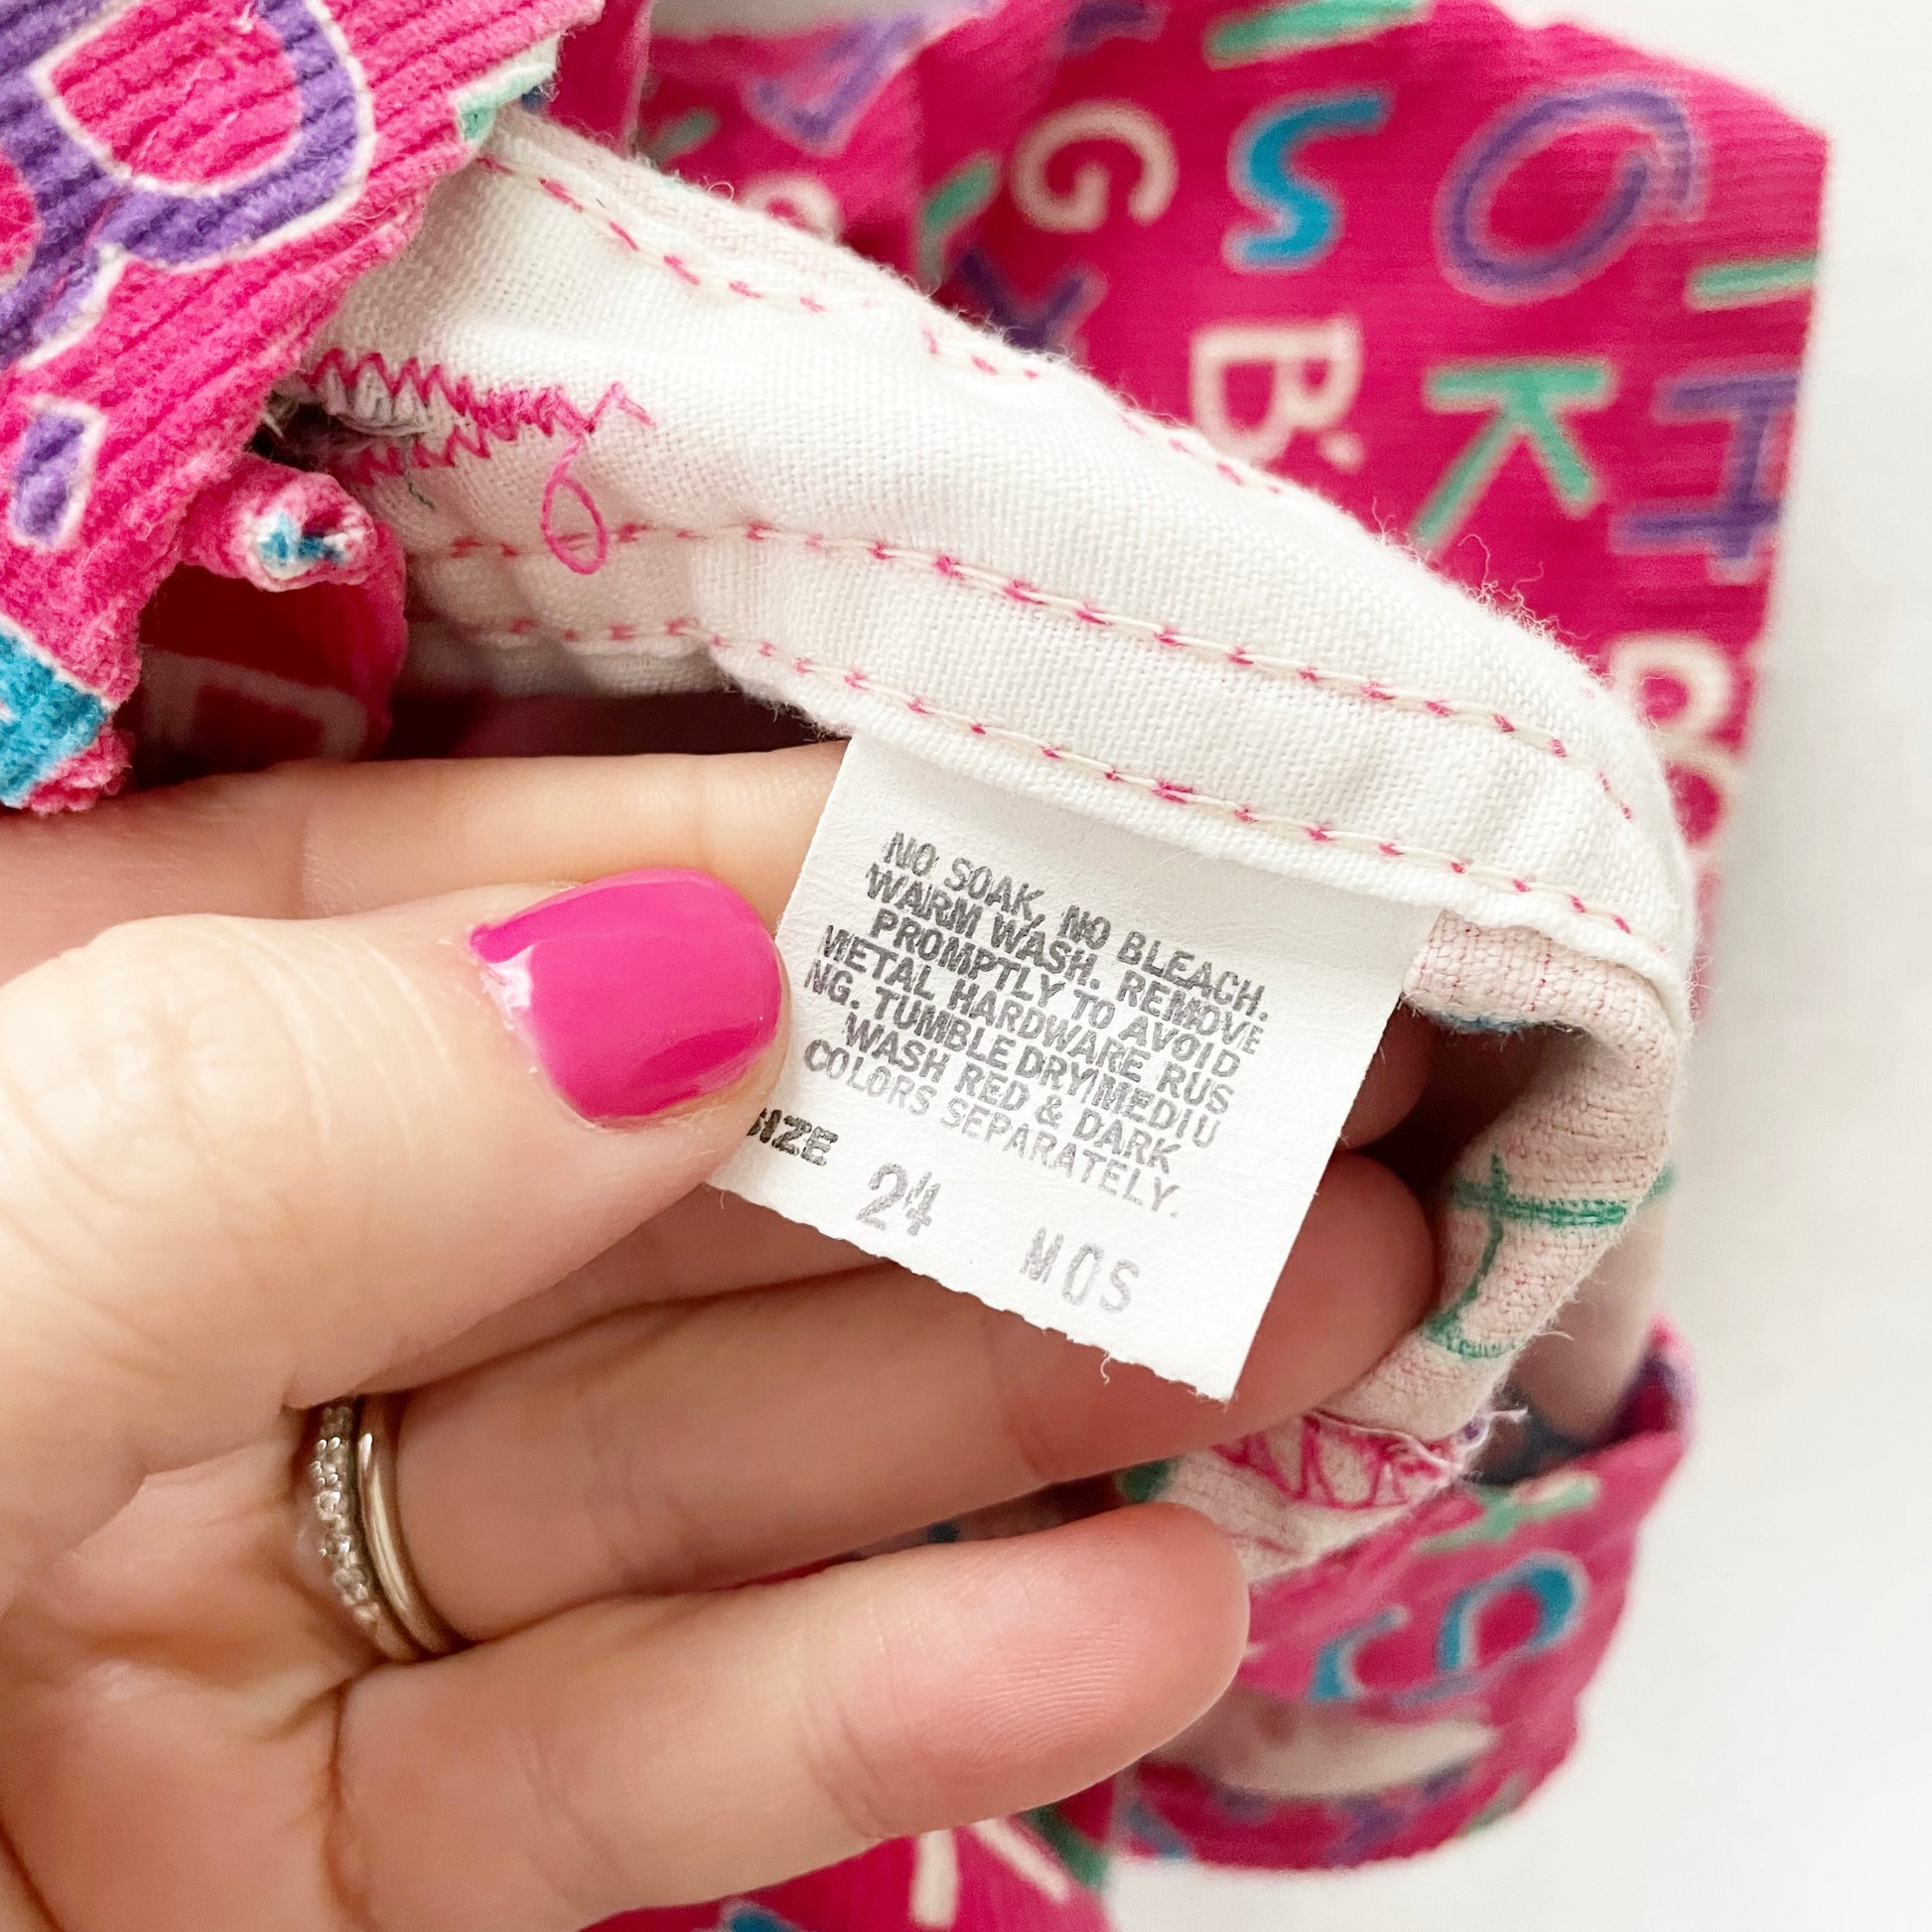 NO SOAK, NO BLEACH.
WARM WASH. REMOVE
PROMPTLY TO AVOID
METAL HARDWARE RUS
NG. TUMBLE DRY/MEDIU
WASH RED & DARK
COLORS SEPARATELY.
SIZE
24 MOS
G
S
O
B
K
H